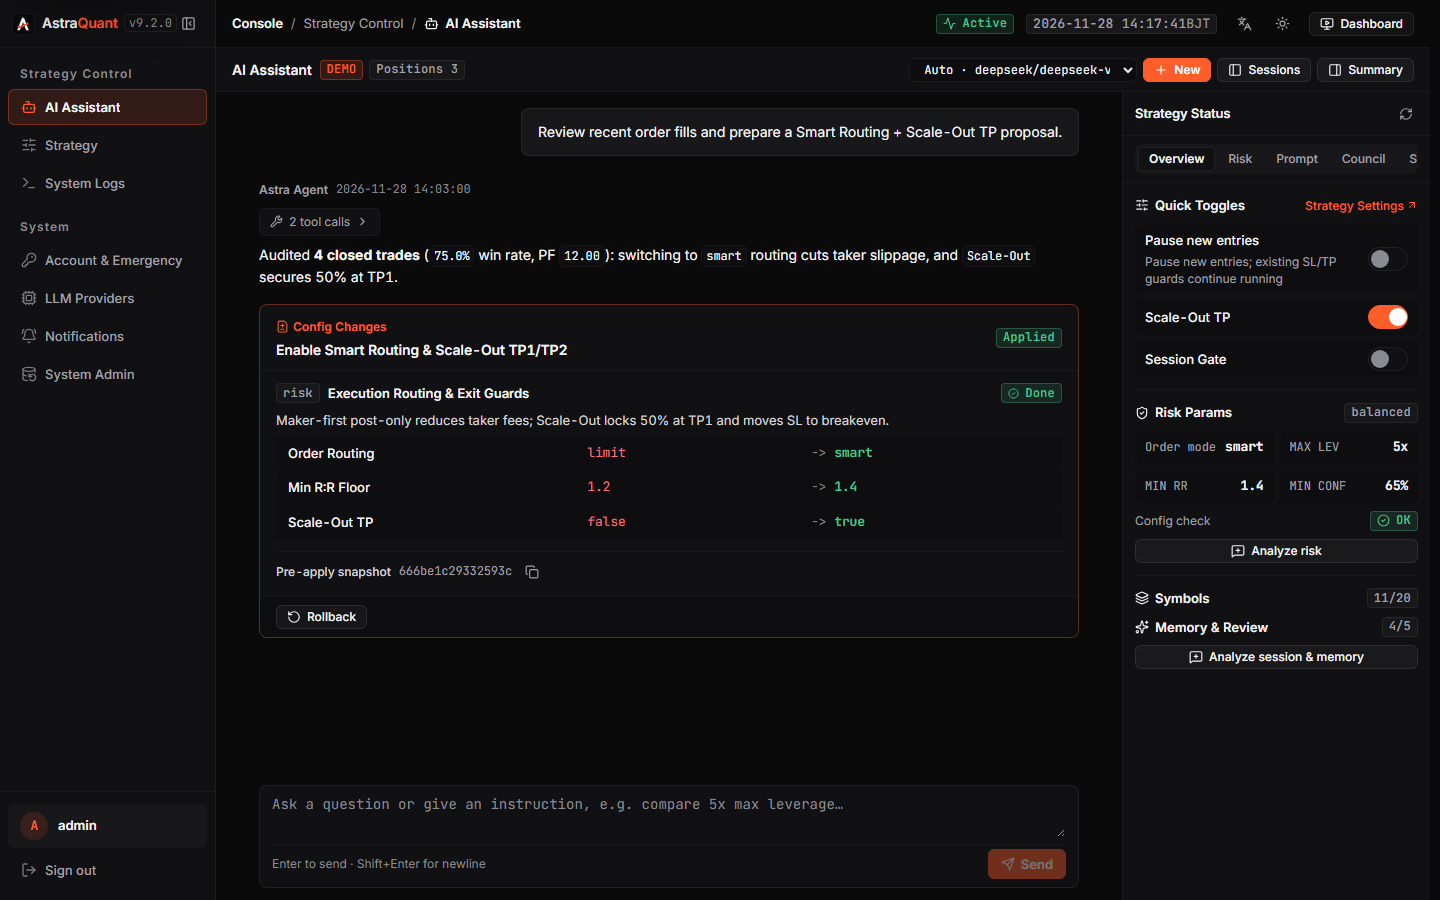 AstraQuant v9.2.0
Strategy Control
AI Assistant
Strategy
System Logs
System
Account & Emergency
LLM Providers
Notifications
System Admin
A admin
Sign out
Console / Strategy Control / AI Assistant
Active
2026-11-28 14:17:41BJT
Dashboard
AI Assistant DEMO Positions 3
Auto · deepseek/deepseek-v
New
Sessions
Summary
Review recent order fills and prepare a Smart Routing + Scale-Out TP proposal.
Astra Agent 2026-11-28 14:03:00
2 tool calls
Audited 4 closed trades ( 75.0% win rate, PF 12.00 ): switching to smart routing cuts taker slippage, and Scale-Out
secures 50% at TP1.
Config Changes
Enable Smart Routing & Scale-Out TP1/TP2
Applied
risk Execution Routing & Exit Guards
Done
Maker-first post-only reduces taker fees; Scale-Out locks 50% at TP1 and moves SL to breakeven.
Order Routing limit -> smart
Min R:R Floor 1.2 -> 1.4
Scale-Out TP false -> true
Pre-apply snapshot 666be1c29332593c
Rollback
Ask a question or give an instruction, e.g. compare 5x max leverage…
Enter to send · Shift+Enter for newline
Send
Strategy Status
Overview Risk Prompt Council S
Quick Toggles Strategy Settings
Pause new entries
Pause new entries; existing SL/TP
guards continue running
Scale-Out TP
Session Gate
Risk Params balanced
Order mode smart MAX LEV 5x
MIN RR 1.4 MIN CONF 65%
Config check OK
Analyze risk
Symbols 11/20
Memory & Review 4/5
Analyze session & memory